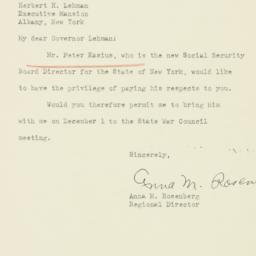 Herbert H. Lehman
Executive Mansion
Albany, New York
My dear Governor Lehman:
Mr. Peter Kasius, who is the new Social Security
Board Director for the State of New York, would like
to have the privilege of paying his respects to you.
Would you therefore permit me to bring him
with me on December 1 to the State War Council
meeting.
Sincerely,
Anna M. Rosen
Anna M. Rosenberg
Regional Director